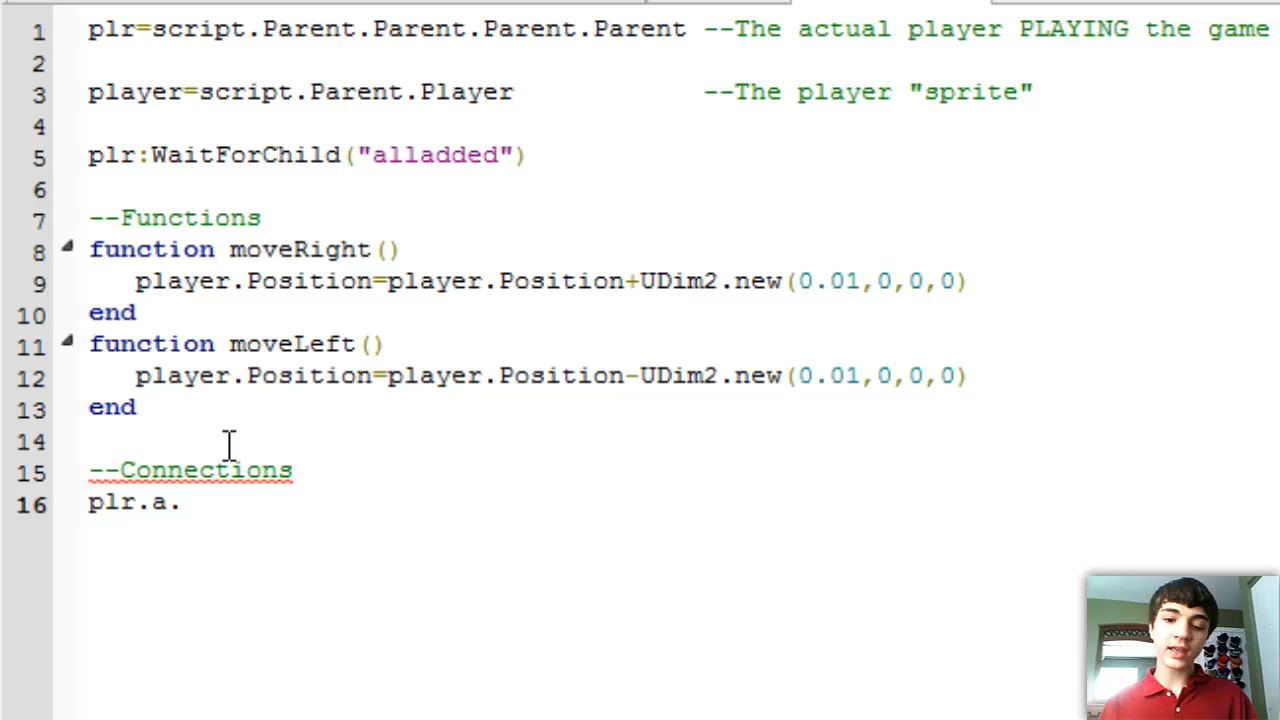 1 plr=script.Parent.Parent.Parent.Parent --The actual player PLAYING the game
2
3 player=script.Parent.Player --The player "sprite"
4
5 plr:WaitForChild("alladded")
6
7 --Functions
8 function moveRight()
9 player.Position=player.Position+UDim2.new(0.01,0,0,0)
10 end
11 function moveLeft()
12 player.Position=player.Position-UDim2.new(0.01,0,0,0)
13 end
14
15 --Connections
16 plr.a.